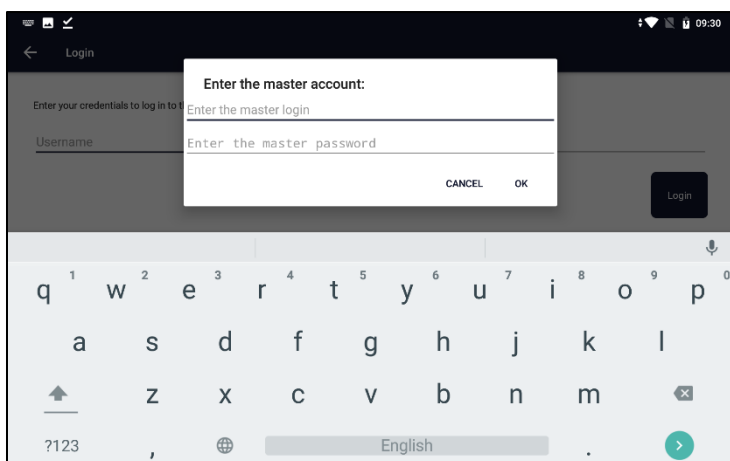 09:30
Login
Enter the master account:
Enter your credentials to log in to th
Enter the master login
Username
Enter the master password
CANCEL OK
Login
1 2 3 4 5 6 7 8 9 0
q w e r t y u i o p
a s d f g h j k l
z x c v b n m
?123 , English .